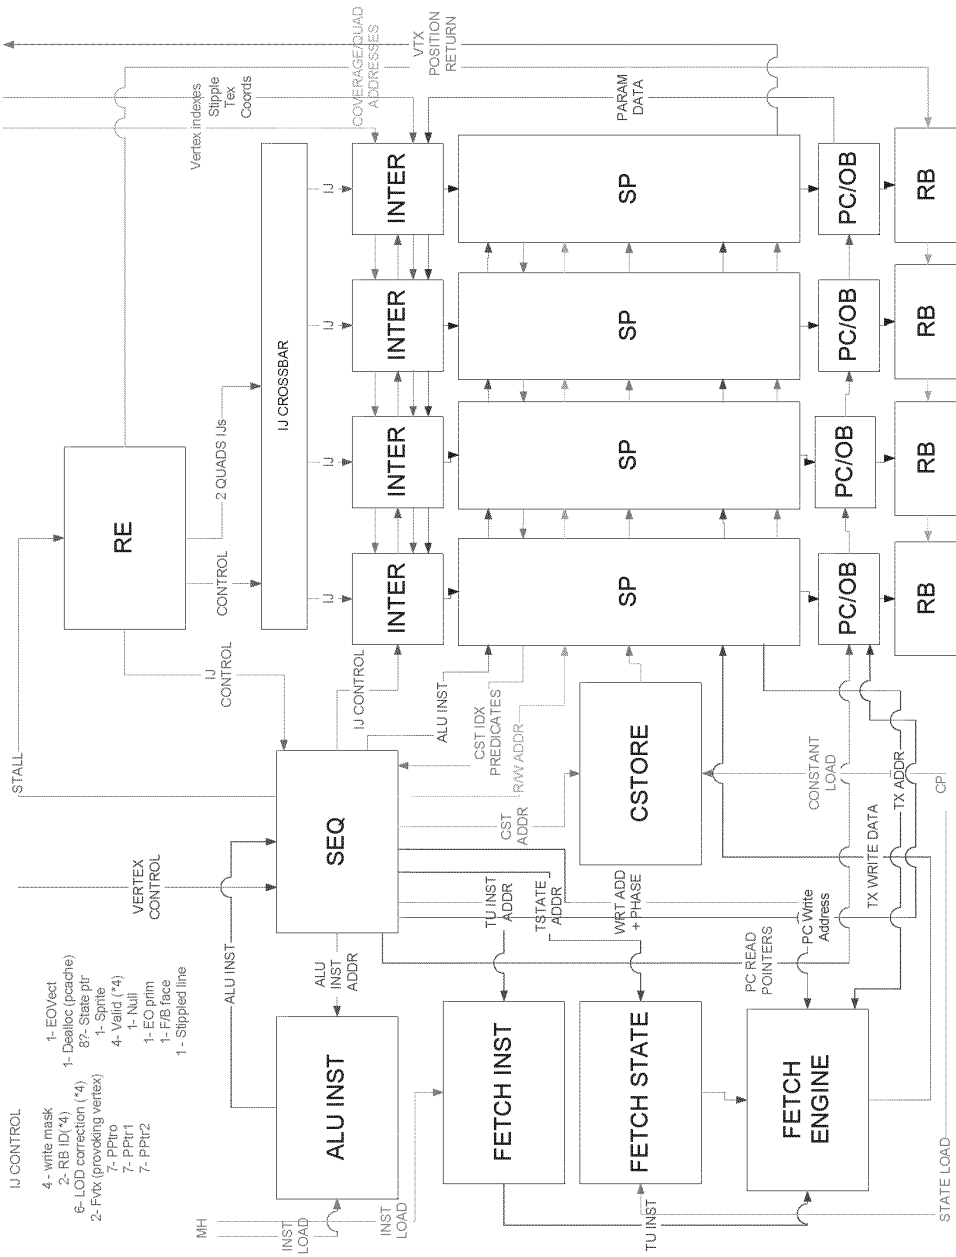 IJ CONTROL
4 - write mask
2- RB ID(*4)
6- LOD correction (*4)
2- Fvtx (provoking vertex)
7- PPtro
7- PPtr1
7- PPtr2
1- EOVect
1- Dealloc (pcache)
8?- State ptr
1- Sprite
4- Valid (*4)
1- Null
1- EO prim
1- F/B face
1 - Stippled line
STALL
VERTEX
CONTROL
ALU INST
RE
IJ
CONTROL
CONTROL
2 QUADS IJs
IJ CROSSBAR
Vertex indexes
Stipple
Tex
Coords
COVERAGE/QUAD
ADDRESSES
VTX
POSITION
RETURN
IJ
IJ
IJ
IJ
INTER
INTER
INTER
INTER
PARAM
DATA
SP
SP
SP
SP
PC/OB
PC/OB
PC/OB
PC/OB
RB
RB
RB
RB
SEQ
IJ CONTROL
ALU INST
CST IDX
PREDICATES
R/W ADDR
CST
ADDR
CSTORE
CONSTANT
LOAD
TX ADDR
TX WRITE DATA
CP
ALU
INST
ADDR
TU INST
ADDR
TSTATE
ADDR
WRT ADD
+ PHASE
PC READ
POINTERS
PC Write
Address
ALU INST
FETCH INST
FETCH STATE
FETCH
ENGINE
MH
INST
LOAD
INST
LOAD
TU INST
STATE LOAD